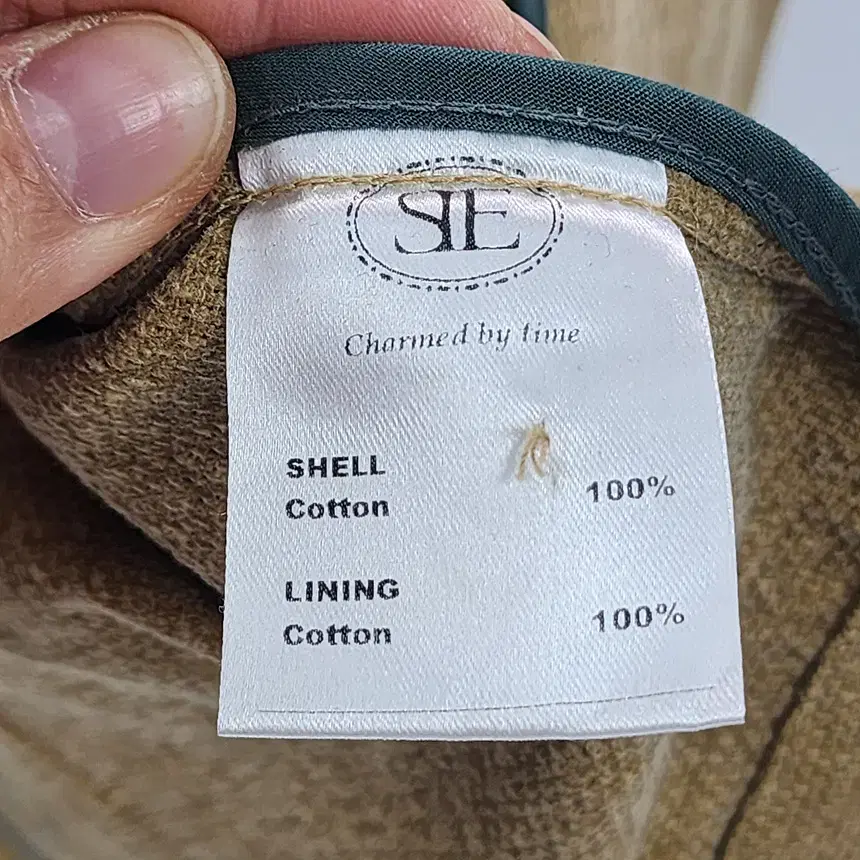 SIE
Charmed by time
SHELL
Cotton 100%
LINING
Cotton 100%